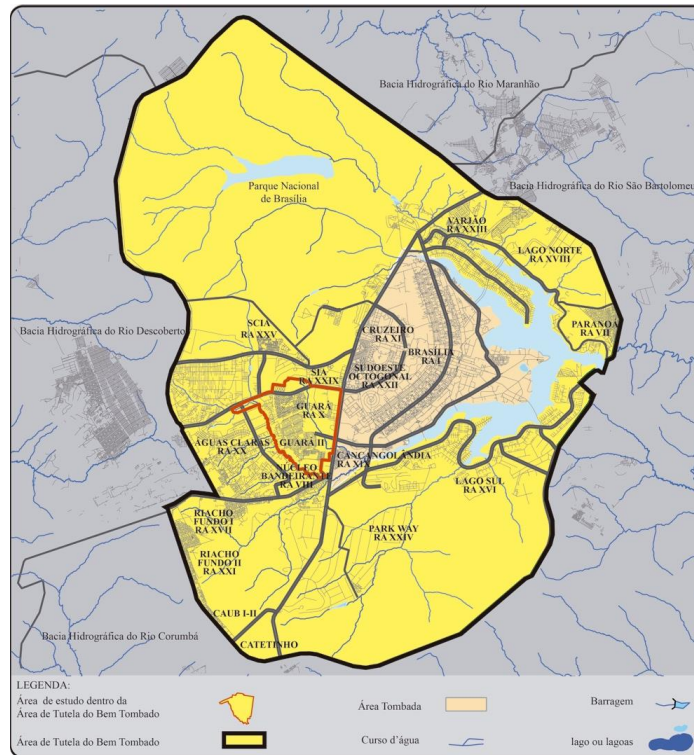 Bacia Hidrográfica do Rio Maranhão
Parque Nacional
de Brasília
Bacia Hidrográfica do Rio São Bartolomeu
VARJÃO
RA XXIII
LAGO NORTE
RA XVIII
Bacia Hidrográfica do Rio Descoberto
SCIA
RA XXV
CRUZEIRO
RA XI
PARANOÁ
RA VII
BRASÍLIA
RA I
SUDOESTE
OCTOGONAL
RA XXII
SIA
RA XXIX
GUARÁ
RA X
ÁGUAS CLARAS
RA XX
GUARÁ II
CANCANGOLÂNDIA
RA XIX
NÚCLEO
BANDEIRANTE
RA VIII
LAGO SUL
RA XVI
RIACHO
FUNDO I
RA XVII
PARK WAY
RA XXIV
RIACHO
FUNDO II
RA XXI
CAUB I-II
Bacia Hidrográfica do Rio Corumbá
CATETINHO
LEGENDA:
Área de estudo dentro da
Área de Tutela do Bem Tombado
Área Tombada
Barragem
Área de Tutela do Bem Tombado
Curso d'água
lago ou lagoas